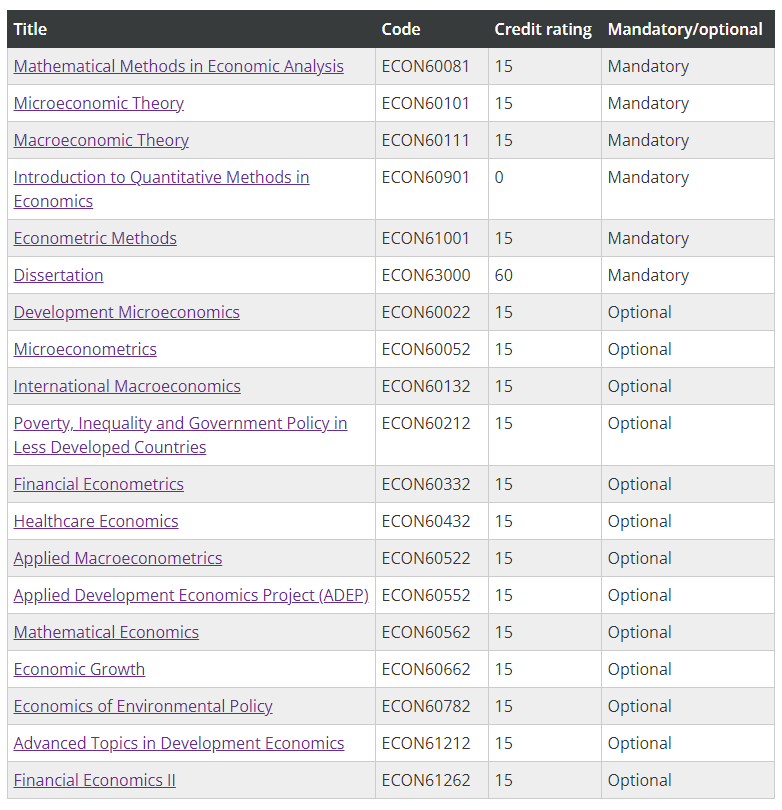 Title Code Credit rating Mandatory/optional
Mathematical Methods in Economic Analysis ECON60081 15 Mandatory
Microeconomic Theory ECON60101 15 Mandatory
Macroeconomic Theory ECON60111 15 Mandatory
Introduction to Quantitative Methods in ECON60901 0 Mandatory
Economics
Econometric Methods ECON61001 15 Mandatory
Dissertation ECON63000 60 Mandatory
Development Microeconomics ECON60022 15 Optional
Microeconometrics ECON60052 15 Optional
International Macroeconomics ECON60132 15 Optional
Poverty, Inequality and Government Policy in ECON60212 15 Optional
Less Developed Countries
Financial Econometrics ECON60332 15 Optional
Healthcare Economics ECON60432 15 Optional
Applied Macroeconometrics ECON60522 15 Optional
Applied Development Economics Project (ADEP) ECON60552 15 Optional
Mathematical Economics ECON60562 15 Optional
Economic Growth ECON60662 15 Optional
Economics of Environmental Policy ECON60782 15 Optional
Advanced Topics in Development Economics ECON61212 15 Optional
Financial Economics II ECON61262 15 Optional